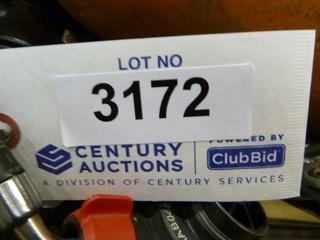 LOT NO
3172
CENTURY AUCTIONS
POWERED BY
ClubBid
A DIVISION OF CENTURY SERVICES